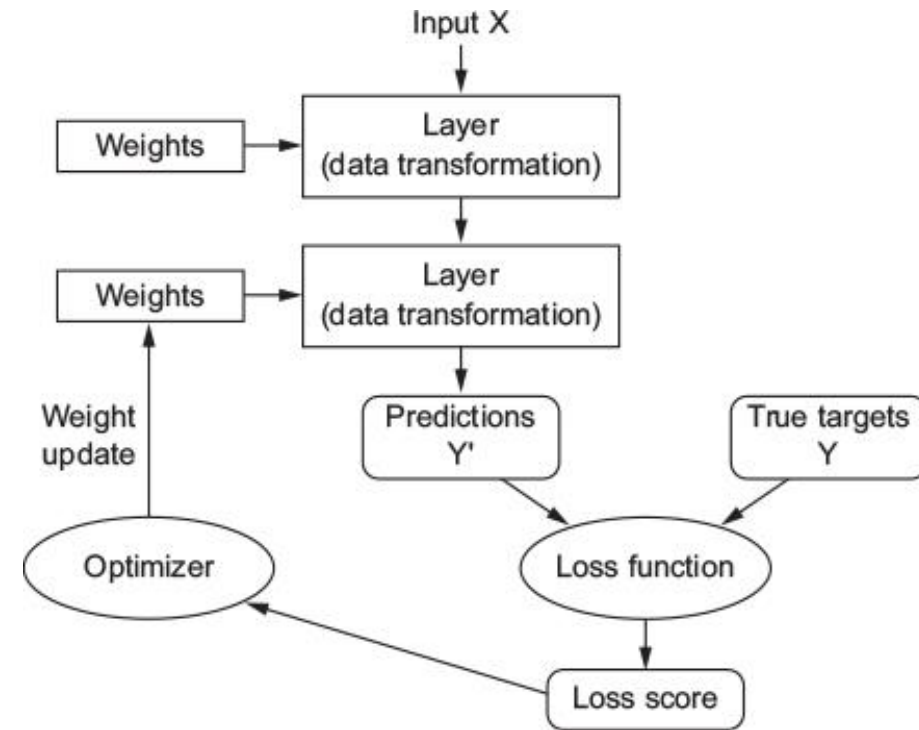 Input X
Weights
Layer
(data transformation)
Weights
Layer
(data transformation)
Weight
update
Predictions
Y'
True targets
Y
Optimizer
Loss function
Loss score